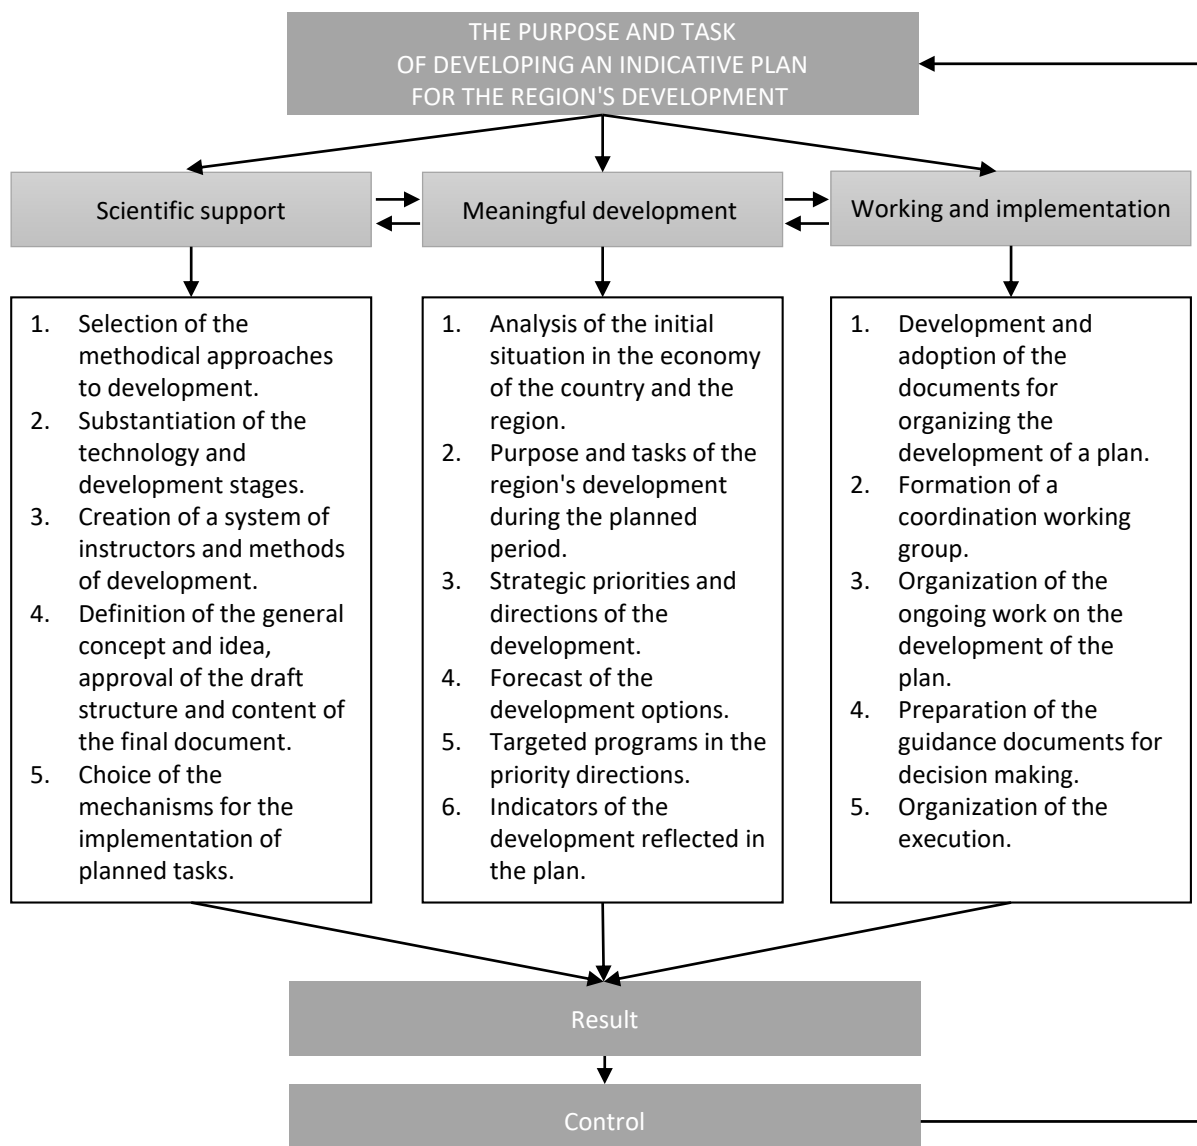 THE PURPOSE AND TASK
OF DEVELOPING AN INDICATIVE PLAN
FOR THE REGION'S DEVELOPMENT
Scientific support
Meaningful development
Working and implementation
1. Selection of the
methodical approaches
to development.
2. Substantiation of the
technology and
development stages.
3. Creation of a system of
instructors and methods
of development.
4. Definition of the general
concept and idea,
approval of the draft
structure and content of
the final document.
5. Choice of the
mechanisms for the
implementation of
planned tasks.
1. Analysis of the initial
situation in the economy
of the country and the
region.
2. Purpose and tasks of the
region's development
during the planned
period.
3. Strategic priorities and
directions of the
development.
4. Forecast of the
development options.
5. Targeted programs in the
priority directions.
6. Indicators of the
development reflected in
the plan.
1. Development and
adoption of the
documents for
organizing the
development of a plan.
2. Formation of a
coordination working
group.
3. Organization of the
ongoing work on the
development of the
plan.
4. Preparation of the
guidance documents for
decision making.
5. Organization of the
execution.
Result
Control